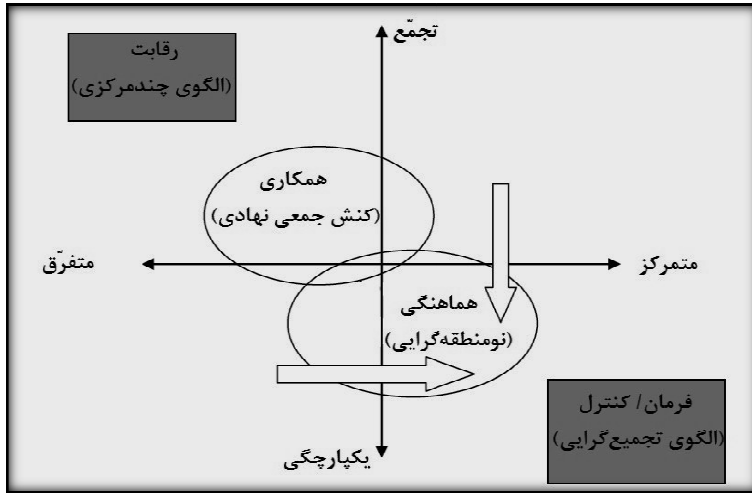 تجمّع
رقابت
(الگوی چندمرکزی)
همکاری
(کنش جمعی نهادی)
متمرکز
متفرّق
هماهنگی
(نومنطقه‌گرایی)
فرمان/ کنترل
(الگوی تجمیع‌گرایی)
یکپارچگی